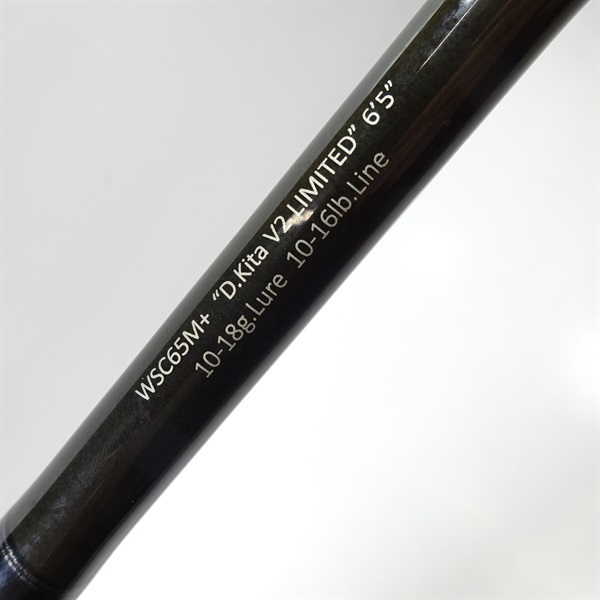 WSC65M+ “D.Kita V2 LIMITED” 6’5”
10-18g.Lure 10-16lb.Line